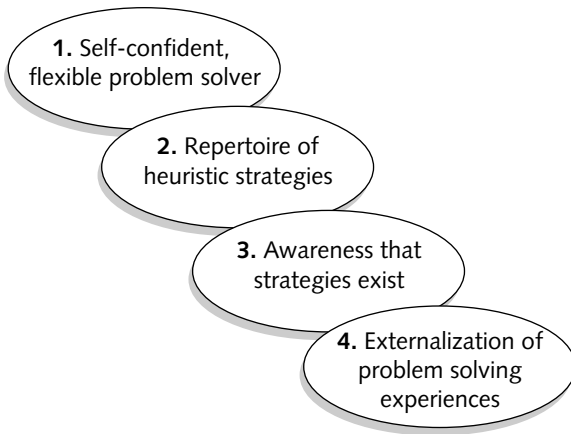 1. Self-confident,
flexible problem solver
2. Repertoire of
heuristic strategies
3. Awareness that
strategies exist
4. Externalization of
problem solving
experiences